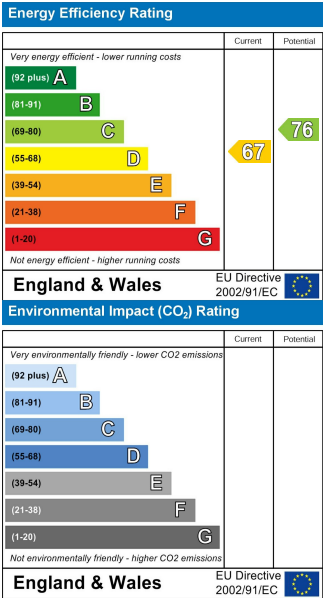 Energy Efficiency Rating
Current Potential
Very energy efficient - lower running costs
(92 plus) A
(81-91) B
(69-80) C
(55-68) D
(39-54) E
(21-38) F
(1-20) G
67
76
Not energy efficient - higher running costs
England & Wales
EU Directive
2002/91/EC
Environmental Impact (CO₂) Rating
Current Potential
Very environmentally friendly - lower CO2 emissions
(92 plus) A
(81-91) B
(69-80) C
(55-68) D
(39-54) E
(21-38) F
(1-20) G
Not environmentally friendly - higher CO2 emissions
England & Wales
EU Directive
2002/91/EC